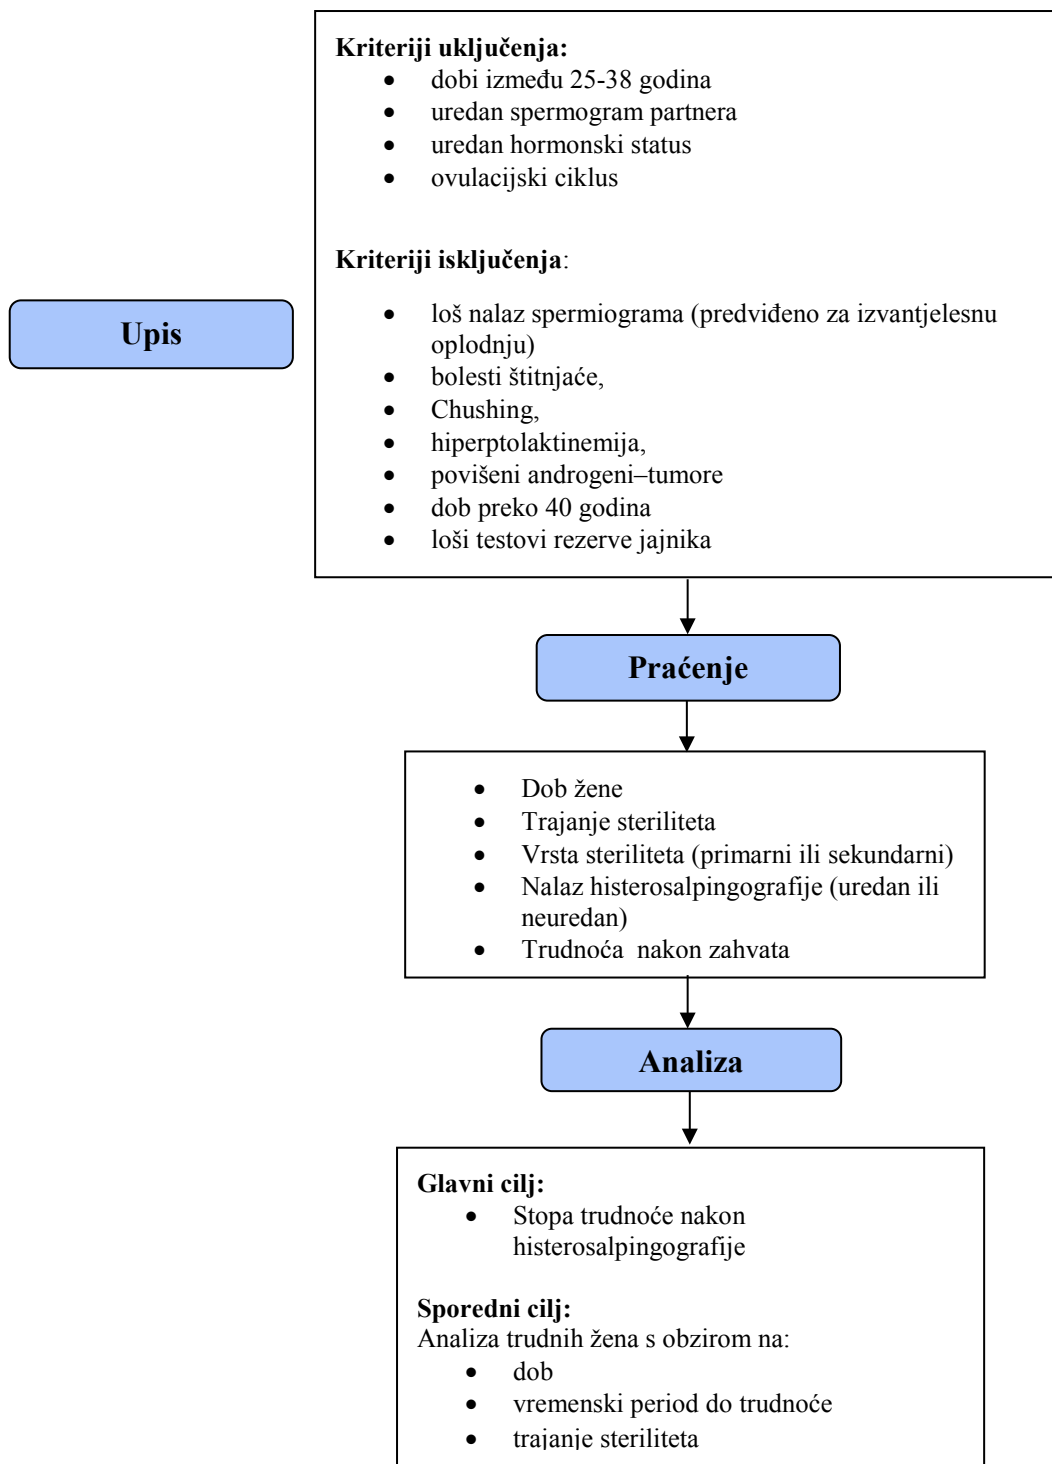 Kriteriji uključenja:
• dobi između 25-38 godina
• uredan spermogram partnera
• uredan hormonski status
• ovulacijski ciklus
Kriteriji isključenja:
• loš nalaz spermiograma (predviđeno za izvantjelesnu
oplodnju)
• bolesti štitnjaće,
• Chushing,
• hiperptolaktinemija,
• povišeni androgeni–tumore
• dob preko 40 godina
• loši testovi rezerve jajnika
Upis
Praćenje
• Dob žene
• Trajanje steriliteta
• Vrsta steriliteta (primarni ili sekundarni)
• Nalaz histerosalpingografije (uredan ili
neuredan)
• Trudnoća nakon zahvata
Analiza
Glavni cilj:
• Stopa trudnoće nakon
histerosalpingografije
Sporedni cilj:
Analiza trudnih žena s obzirom na:
• dob
• vremenski period do trudnoće
• trajanje steriliteta